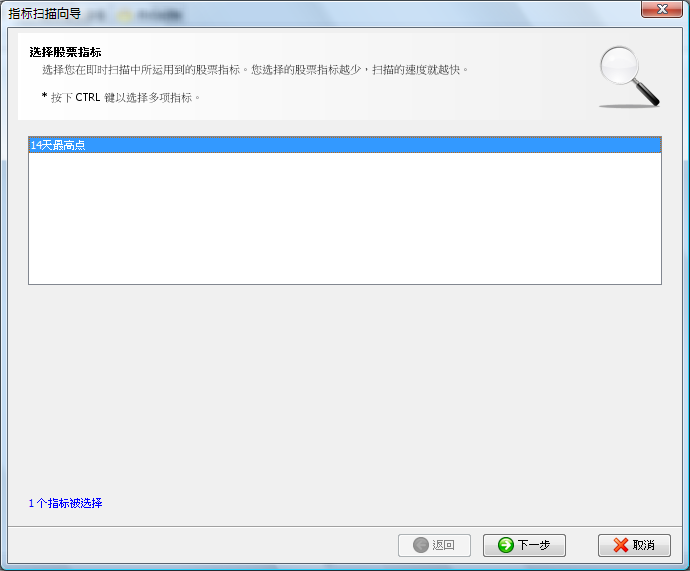 指标扫描向导
选择股票指标
选择您在即时扫描中所运用到的股票指标。您选择的股票指标越少，扫描的速度就越快。
* 按下 CTRL 键以选择多项指标。
14天最高点
1 个指标被选择
返回
下一步
取消